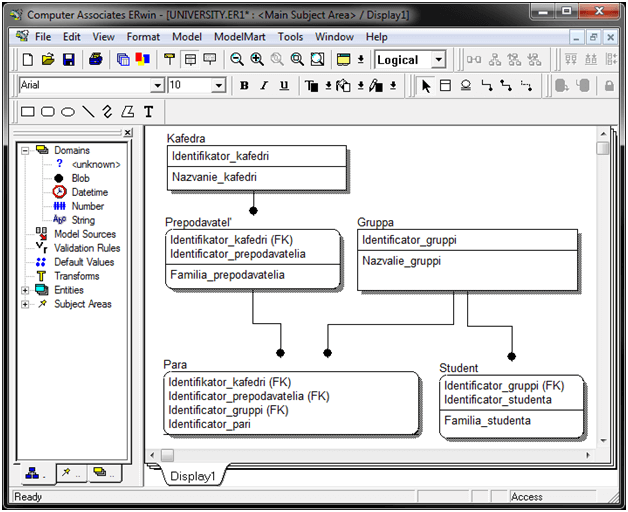 Computer Associates ERwin - [UNIVERSITY.ER1* : <Main Subject Area> / Display1]
File Edit View Format Model ModelMart Tools Window Help
Logical
Arial 10 B I U
T
Domains
<unknown>
Blob
Datetime
Number
String
Model Sources
Validation Rules
Default Values
Transforms
Entities
Subject Areas
Kafedra
Identifikator_kafedri
Nazvanie_kafedri
Prepodavatel'
Identifikator_kafedri (FK)
Identificator_prepodavatelia
Familia_prepodavatelia
Gruppa
Identificator_gruppi
Nazvalie_gruppi
Para
Identifikator_kafedri (FK)
Identificator_prepodavatelia (FK)
Identificator_gruppi (FK)
Identificator_pari
Student
Identificator_gruppi (FK)
Identificator_studenta
Familia_studenta
Display1
Ready Access